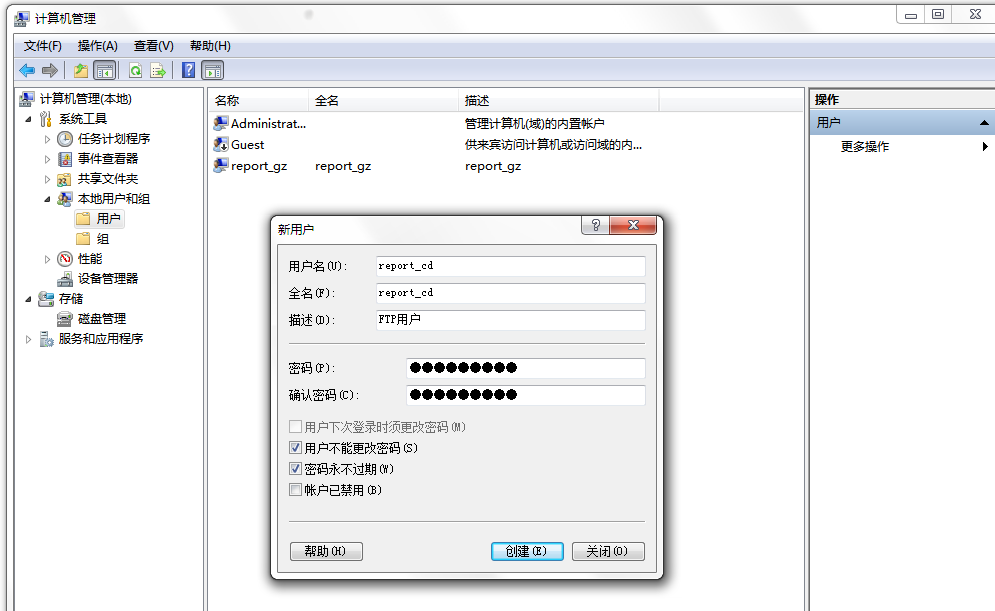 计算机管理
文件(F) 操作(A) 查看(V) 帮助(H)
计算机管理(本地)
系统工具
任务计划程序
事件查看器
共享文件夹
本地用户和组
用户
组
性能
设备管理器
存储
磁盘管理
服务和应用程序
名称 全名 描述
Administrat... 管理计算机(域)的内置帐户
Guest 供来宾访问计算机或访问域的内...
report_gz report_gz report_gz
操作
用户
更多操作
新用户
用户名(U): report_cd
全名(F): report_cd
描述(D): FTP用户
密码(P): ●●●●●●●●●
确认密码(C): ●●●●●●●●●
用户下次登录时须更改密码(M)
用户不能更改密码(S)
密码永不过期(W)
帐户已禁用(B)
帮助(H) 创建(E) 关闭(O)